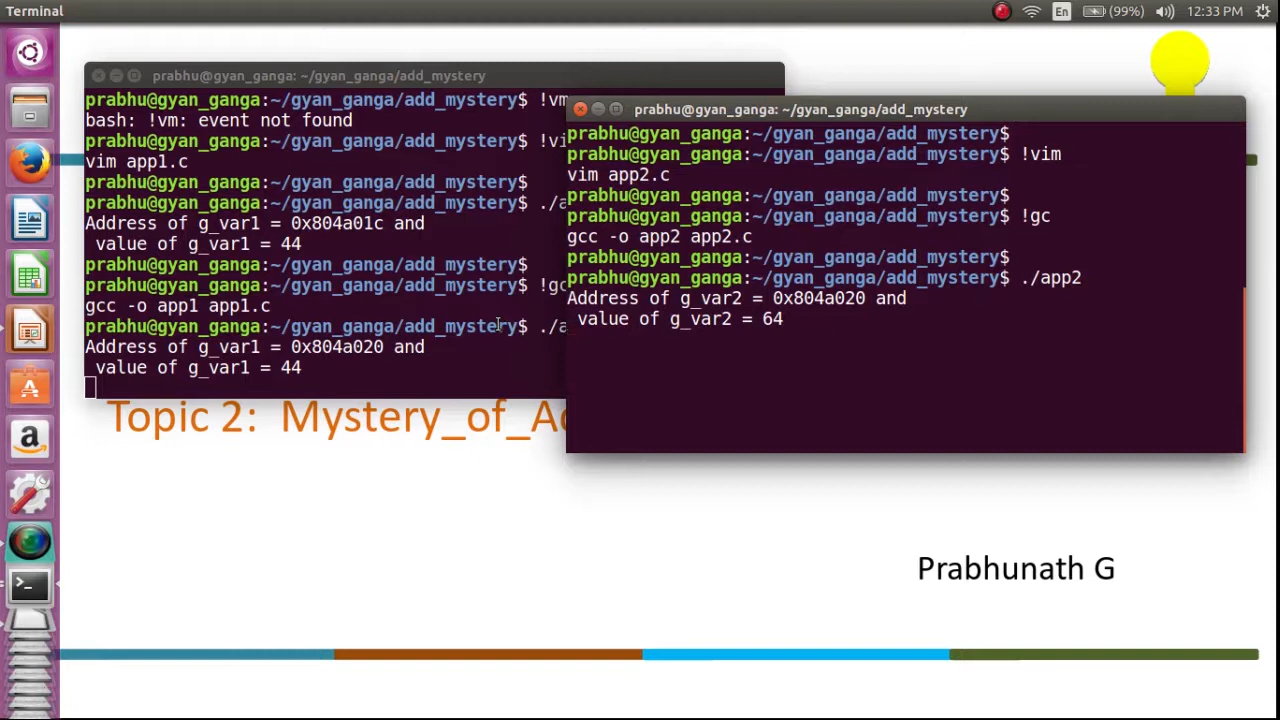 Terminal
En
(99%)
12:33 PM
prabhu@gyan_ganga: ~/gyan_ganga/add_mystery
prabhu@gyan_ganga:~/gyan_ganga/add_mystery$ !vm
bash: !vm: event not found
prabhu@gyan_ganga:~/gyan_ganga/add_mystery$ !vi
vim app1.c
prabhu@gyan_ganga:~/gyan_ganga/add_mystery$
prabhu@gyan_ganga:~/gyan_ganga/add_mystery$ ./a
Address of g_var1 = 0x804a01c and
value of g_var1 = 44
prabhu@gyan_ganga:~/gyan_ganga/add_mystery$
prabhu@gyan_ganga:~/gyan_ganga/add_mystery$ !gc
gcc -o app1 app1.c
prabhu@gyan_ganga:~/gyan_ganga/add_mystery$ ./a
Address of g_var1 = 0x804a020 and
value of g_var1 = 44
prabhu@gyan_ganga: ~/gyan_ganga/add_mystery
prabhu@gyan_ganga:~/gyan_ganga/add_mystery$
prabhu@gyan_ganga:~/gyan_ganga/add_mystery$ !vim
vim app2.c
prabhu@gyan_ganga:~/gyan_ganga/add_mystery$
prabhu@gyan_ganga:~/gyan_ganga/add_mystery$ !gc
gcc -o app2 app2.c
prabhu@gyan_ganga:~/gyan_ganga/add_mystery$
prabhu@gyan_ganga:~/gyan_ganga/add_mystery$ ./app2
Address of g_var2 = 0x804a020 and
value of g_var2 = 64
Topic 2: Mystery_of_A
Prabhunath G